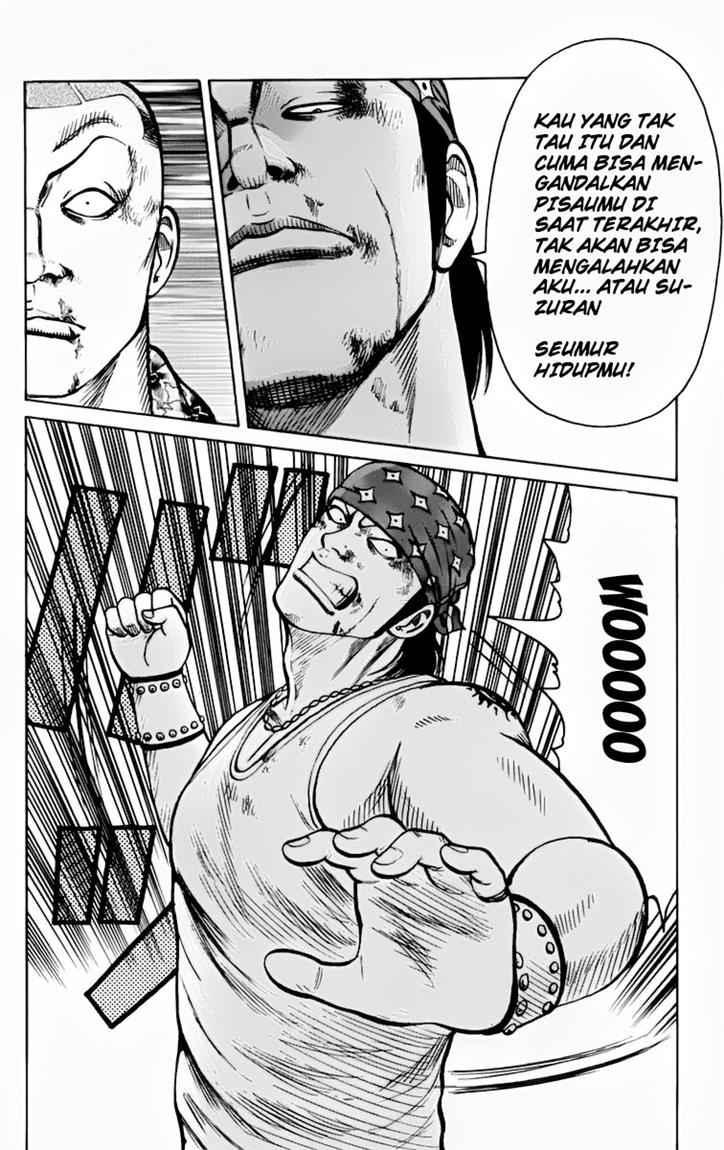 KAU YANG TAK
TAU ITU DAN
CUMA BISA MEN-
GANDALKAN
PISAUMU DI
SAAT TERAKHIR,
TAK AKAN BISA
MENGALAHKAN
AKU... ATAU SU-
ZURAN
SEUMUR
HIDUPMU!
WOOOOO